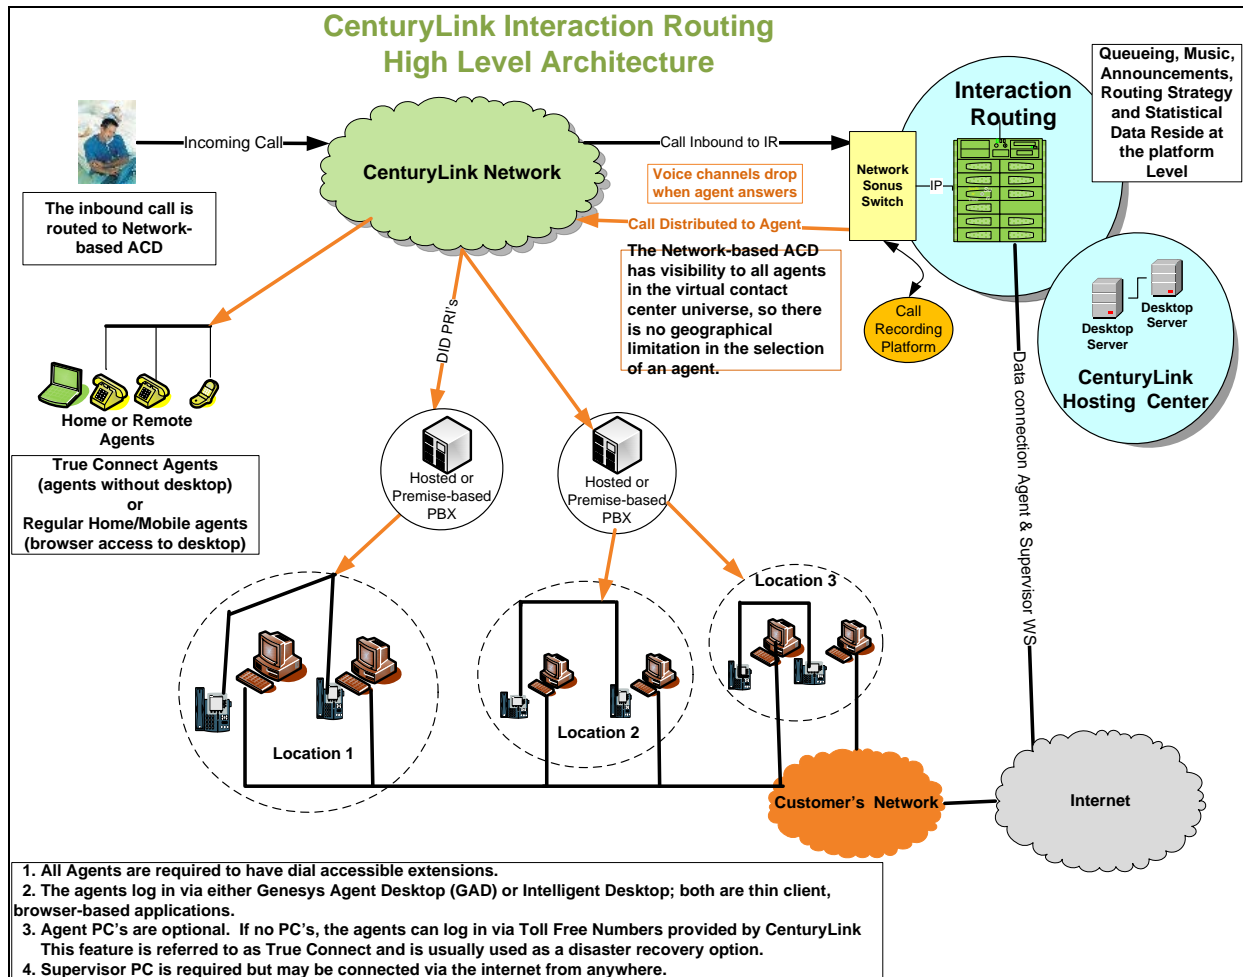 CenturyLink Interaction Routing
High Level Architecture
Queueing, Music,
Announcements,
Routing Strategy
and Statistical
Data Reside at
the platform
Level
Interaction
Routing
Incoming Call
CenturyLink Network
Call Inbound to IR
Voice channels drop
when agent answers
Network
Sonus
Switch
IP
The inbound call is
routed to Network-
based ACD
Call Distributed to Agent
The Network-based ACD
has visibility to all agents
in the virtual contact
center universe, so there
is no geographical
limitation in the selection
of an agent.
Call
Recording
Platform
Desktop
Server
Desktop
Server
CenturyLink
Hosting Center
DID PRI's
Data connection Agent & Supervisor WS
Home or Remote
Agents
True Connect Agents
(agents without desktop)
or
Regular Home/Mobile agents
(browser access to desktop)
Hosted or
Premise-based
PBX
Hosted or
Premise-based
PBX
Location 1
Location 2
Location 3
Customer's Network
Internet
1. All Agents are required to have dial accessible extensions.
2. The agents log in via either Genesys Agent Desktop (GAD) or Intelligent Desktop; both are thin client,
browser-based applications.
3. Agent PC's are optional. If no PC's, the agents can log in via Toll Free Numbers provided by CenturyLink
This feature is referred to as True Connect and is usually used as a disaster recovery option.
4. Supervisor PC is required but may be connected via the internet from anywhere.